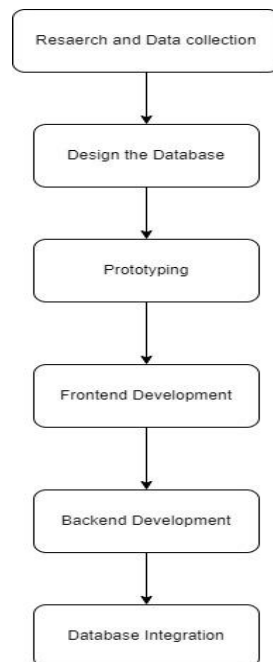 Resaerch and Data collection
Design the Database
Prototyping
Frontend Development
Backend Development
Database Integration